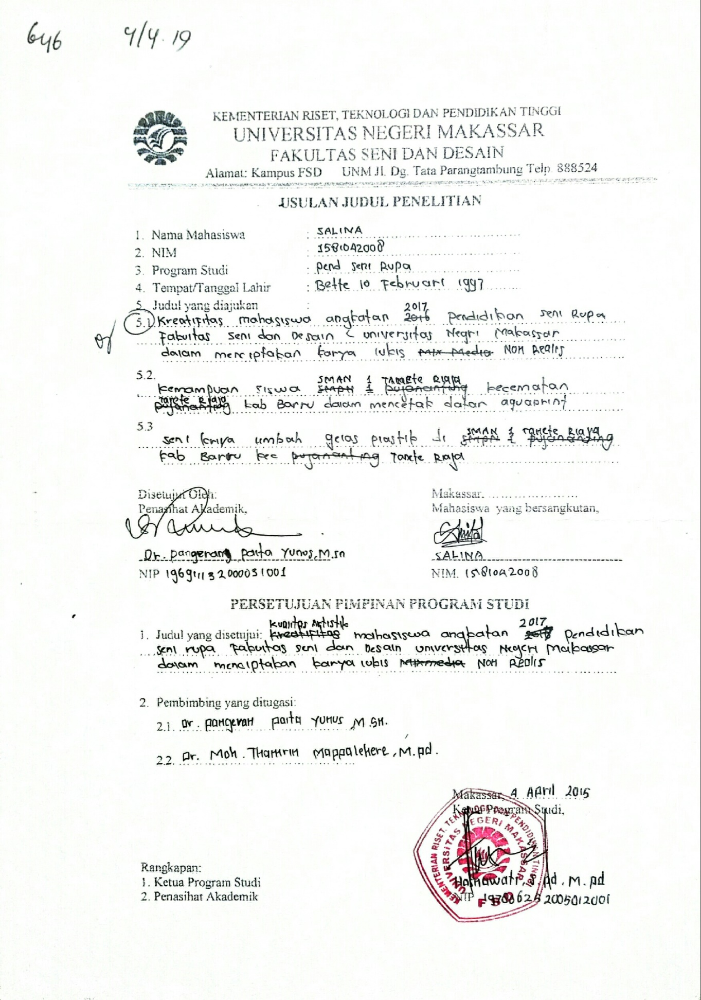 646 4/4.19
KEMENTERIAN RISET, TEKNOLOGI DAN PENDIDIKAN TINGGI
UNIVERSITAS NEGERI MAKASSAR
FAKULTAS SENI DAN DESAIN
Alamat: Kampus FSD UNM Jl. Dg. Tata Parangtambung Telp. 888524
USULAN JUDUL PENELITIAN
1. Nama Mahasiswa : SALINA
2. NIM : 1581042008
3. Program Studi : Pend Seni Rupa
4. Tempat/Tanggal Lahir : Bette 10 Februari 1997
5. Judul yang diajukan :
2017
5.1 Kreatifitas mahasiswa angkatan 2016 pendidikan seni Rupa
Fakultas Seni dan Desain universitas Negri Makassar
dalam menciptakan karya lukis Mix Media Non Realis
5.2.
SMAN 1 Tanete Riaja
kemampuan siswa SMPN 1 pujananting kecematan
Tanete Riaja
pujananting kab Barru dalam mencetak datar aquaprint
5.3
SMAN 1 Tanete Riaya
seni kriya limbah gelas plastik di SMPN 1 pujananting
kab Barru kec pujananting Tanete Riaja
Disetujui Oleh: Makassar.
Penasihat Akademik, Mahasiswa yang bersangkutan,
Dr. pangerang paita Yunus, M.sn SALINA
NIP 196911132000031001 NIM. 1581042008
PERSETUJUAN PIMPINAN PROGRAM STUDI
Kualitas Artistik 2017
1. Judul yang disetujui: kreatifitas mahasiswa angkatan pendidikan
seni rupa Fakultas seni dan Desain universitas Negeri Makassar
dalam menciptakan karya lukis Mixmedia Non Realis
2. Pembimbing yang ditugasi:
2.1. Dr. pangeran paita Yunus M.Sn.
2.2. Dr. Moh. Thamrin Mappalehere, M.pd.
Makassar, 4 April 2015
Ketua Program Studi,
KEMENTERIAN RISET, TEKNOLOGI DAN PENDIDIKAN TINGGI
UNIVERSITAS NEGERI MAKASSAR
FSD
Hasnawati, S.pd. M.pd
NIP
Rangkapan:
1. Ketua Program Studi
2. Penasihat Akademik